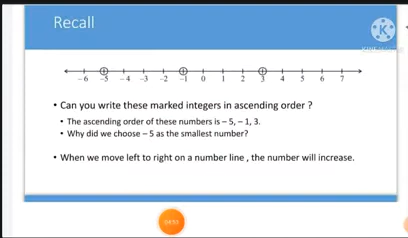 Recall
-6 -5 -4 -3 -2 -1 0 1 2 3 4 5 6 7
• Can you write these marked integers in ascending order ?
• The ascending order of these numbers is – 5, – 1, 3.
• Why did we choose – 5 as the smallest number?
• When we move left to right on a number line , the number will increase.